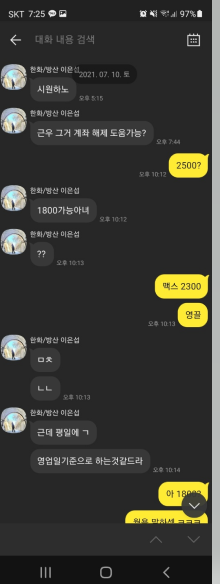 SKT 7:25
97%
대화 내용 검색
한화/방산 이은섭
2021. 07. 10. 토
시원하노
오후 5:15
한화/방산 이은섭
근우 그거 계좌 해제 도움가능?
오후 7:44
2500?
오후 10:12
한화/방산 이은섭
1800가능아녀
오후 10:12
한화/방산 이은섭
??
오후 10:13
맥스 2300
영끌
오후 10:13
한화/방산 이은섭
ㅁㅊ
ㄴㄴ
오후 10:13
한화/방산 이은섭
근데 평일에 ㄱ
영업일기준으로 하는것같드라
오후 10:14
아 1800?